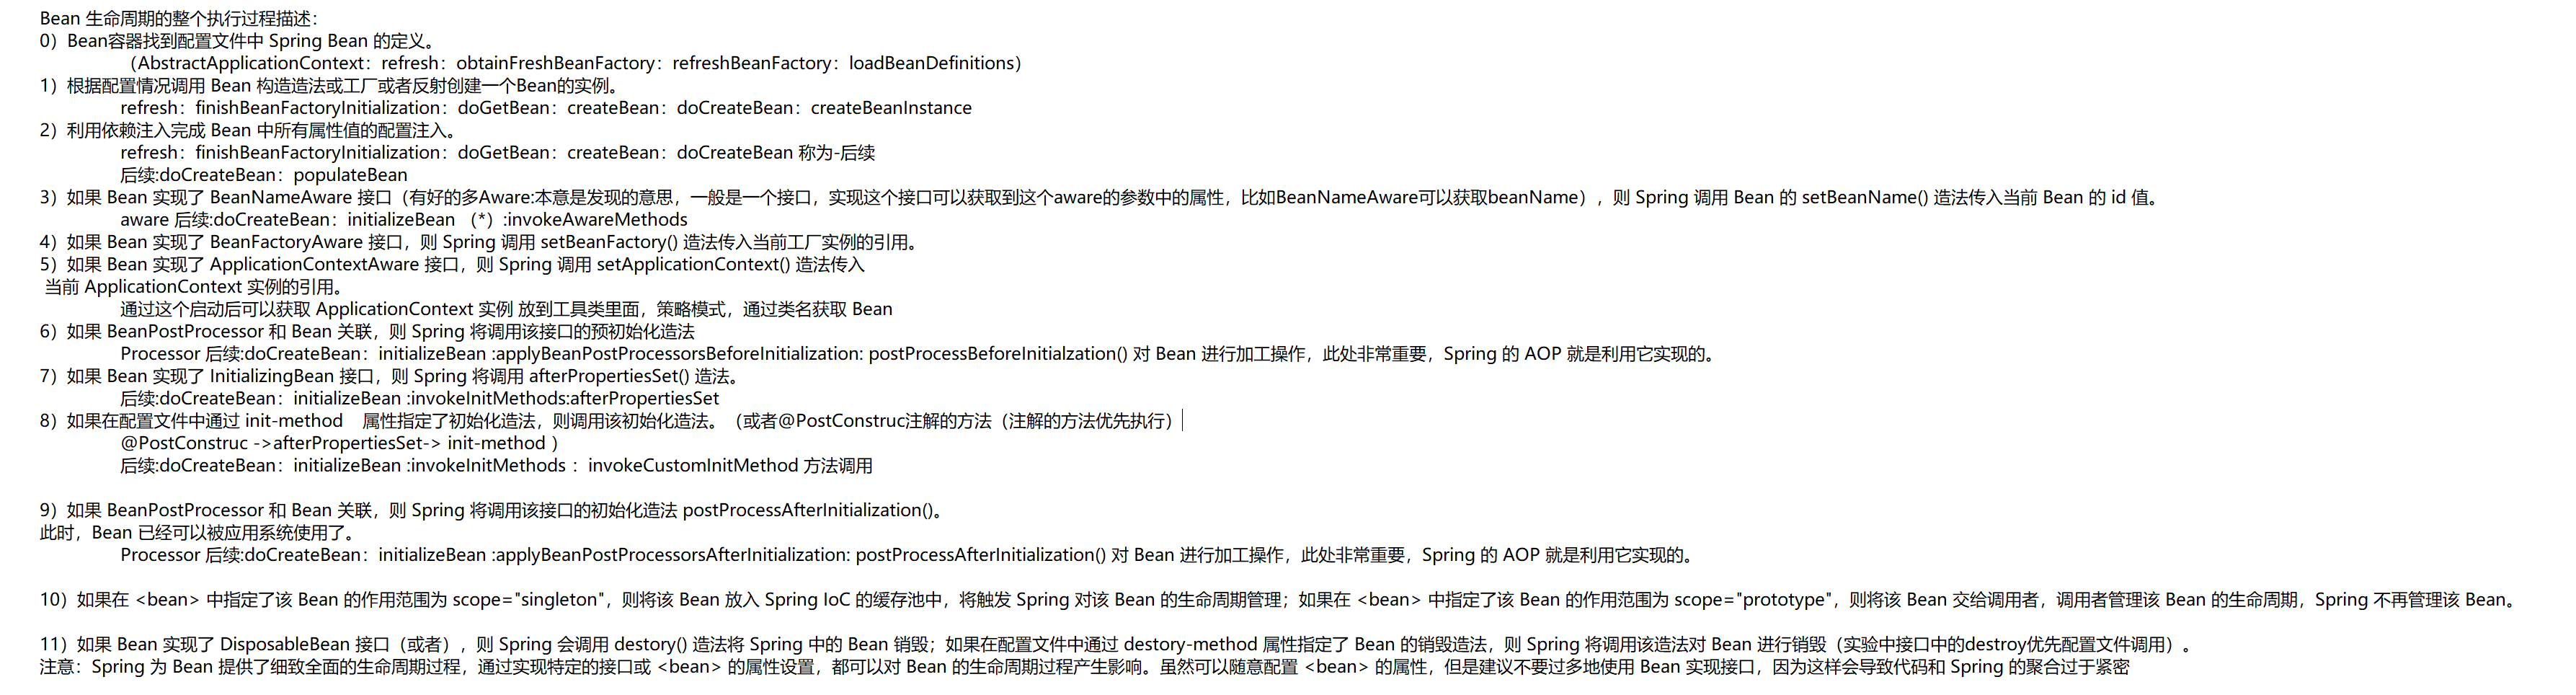 Bean 生命周期的整个执行过程描述：
0）Bean容器找到配置文件中 Spring Bean 的定义。
（AbstractApplicationContext：refresh：obtainFreshBeanFactory：refreshBeanFactory：loadBeanDefinitions）
1）根据配置情况调用 Bean 构造造法或工厂或者反射创建一个Bean的实例。
refresh：finishBeanFactoryInitialization：doGetBean：createBean：doCreateBean：createBeanInstance
2）利用依赖注入完成 Bean 中所有属性值的配置注入。
refresh：finishBeanFactoryInitialization：doGetBean：createBean：doCreateBean 称为-后续
后续:doCreateBean：populateBean
3）如果 Bean 实现了 BeanNameAware 接口（有好的多Aware:本意是发现的意思，一般是一个接口，实现这个接口可以获取到这个aware的参数中的属性，比如BeanNameAware可以获取beanName），则 Spring 调用 Bean 的 setBeanName() 造法传入当前 Bean 的 id 值。
aware 后续:doCreateBean：initializeBean （*）:invokeAwareMethods
4）如果 Bean 实现了 BeanFactoryAware 接口，则 Spring 调用 setBeanFactory() 造法传入当前工厂实例的引用。
5）如果 Bean 实现了 ApplicationContextAware 接口，则 Spring 调用 setApplicationContext() 造法传入
当前 ApplicationContext 实例的引用。
通过这个启动后可以获取 ApplicationContext 实例 放到工具类里面，策略模式，通过类名获取 Bean
6）如果 BeanPostProcessor 和 Bean 关联，则 Spring 将调用该接口的预初始化造法
Processor 后续:doCreateBean：initializeBean :applyBeanPostProcessorsBeforeInitialization: postProcessBeforeInitialzation() 对 Bean 进行加工操作，此处非常重要，Spring 的 AOP 就是利用它实现的。
7）如果 Bean 实现了 InitializingBean 接口，则 Spring 将调用 afterPropertiesSet() 造法。
后续:doCreateBean：initializeBean :invokeInitMethods:afterPropertiesSet
8）如果在配置文件中通过 init-method 属性指定了初始化造法，则调用该初始化造法。（或者@PostConstruc注解的方法（注解的方法优先执行）
@PostConstruc ->afterPropertiesSet-> init-method ）
后续:doCreateBean：initializeBean :invokeInitMethods ：invokeCustomInitMethod 方法调用
9）如果 BeanPostProcessor 和 Bean 关联，则 Spring 将调用该接口的初始化造法 postProcessAfterInitialization()。
此时，Bean 已经可以被应用系统使用了。
Processor 后续:doCreateBean：initializeBean :applyBeanPostProcessorsAfterInitialization: postProcessAfterInitialization() 对 Bean 进行加工操作，此处非常重要，Spring 的 AOP 就是利用它实现的。
10）如果在 <bean> 中指定了该 Bean 的作用范围为 scope="singleton"，则将该 Bean 放入 Spring IoC 的缓存池中，将触发 Spring 对该 Bean 的生命周期管理；如果在 <bean> 中指定了该 Bean 的作用范围为 scope="prototype"，则将该 Bean 交给调用者，调用者管理该 Bean 的生命周期，Spring 不再管理该 Bean。
11）如果 Bean 实现了 DisposableBean 接口（或者），则 Spring 会调用 destory() 造法将 Spring 中的 Bean 销毁；如果在配置文件中通过 destory-method 属性指定了 Bean 的销毁造法，则 Spring 将调用该造法对 Bean 进行销毁（实验中接口中的destroy优先配置文件调用）。
注意：Spring 为 Bean 提供了细致全面的生命周期过程，通过实现特定的接口或 <bean> 的属性设置，都可以对 Bean 的生命周期过程产生影响。虽然可以随意配置 <bean> 的属性，但是建议不要过多地使用 Bean 实现接口，因为这样会导致代码和 Spring 的聚合过于紧密